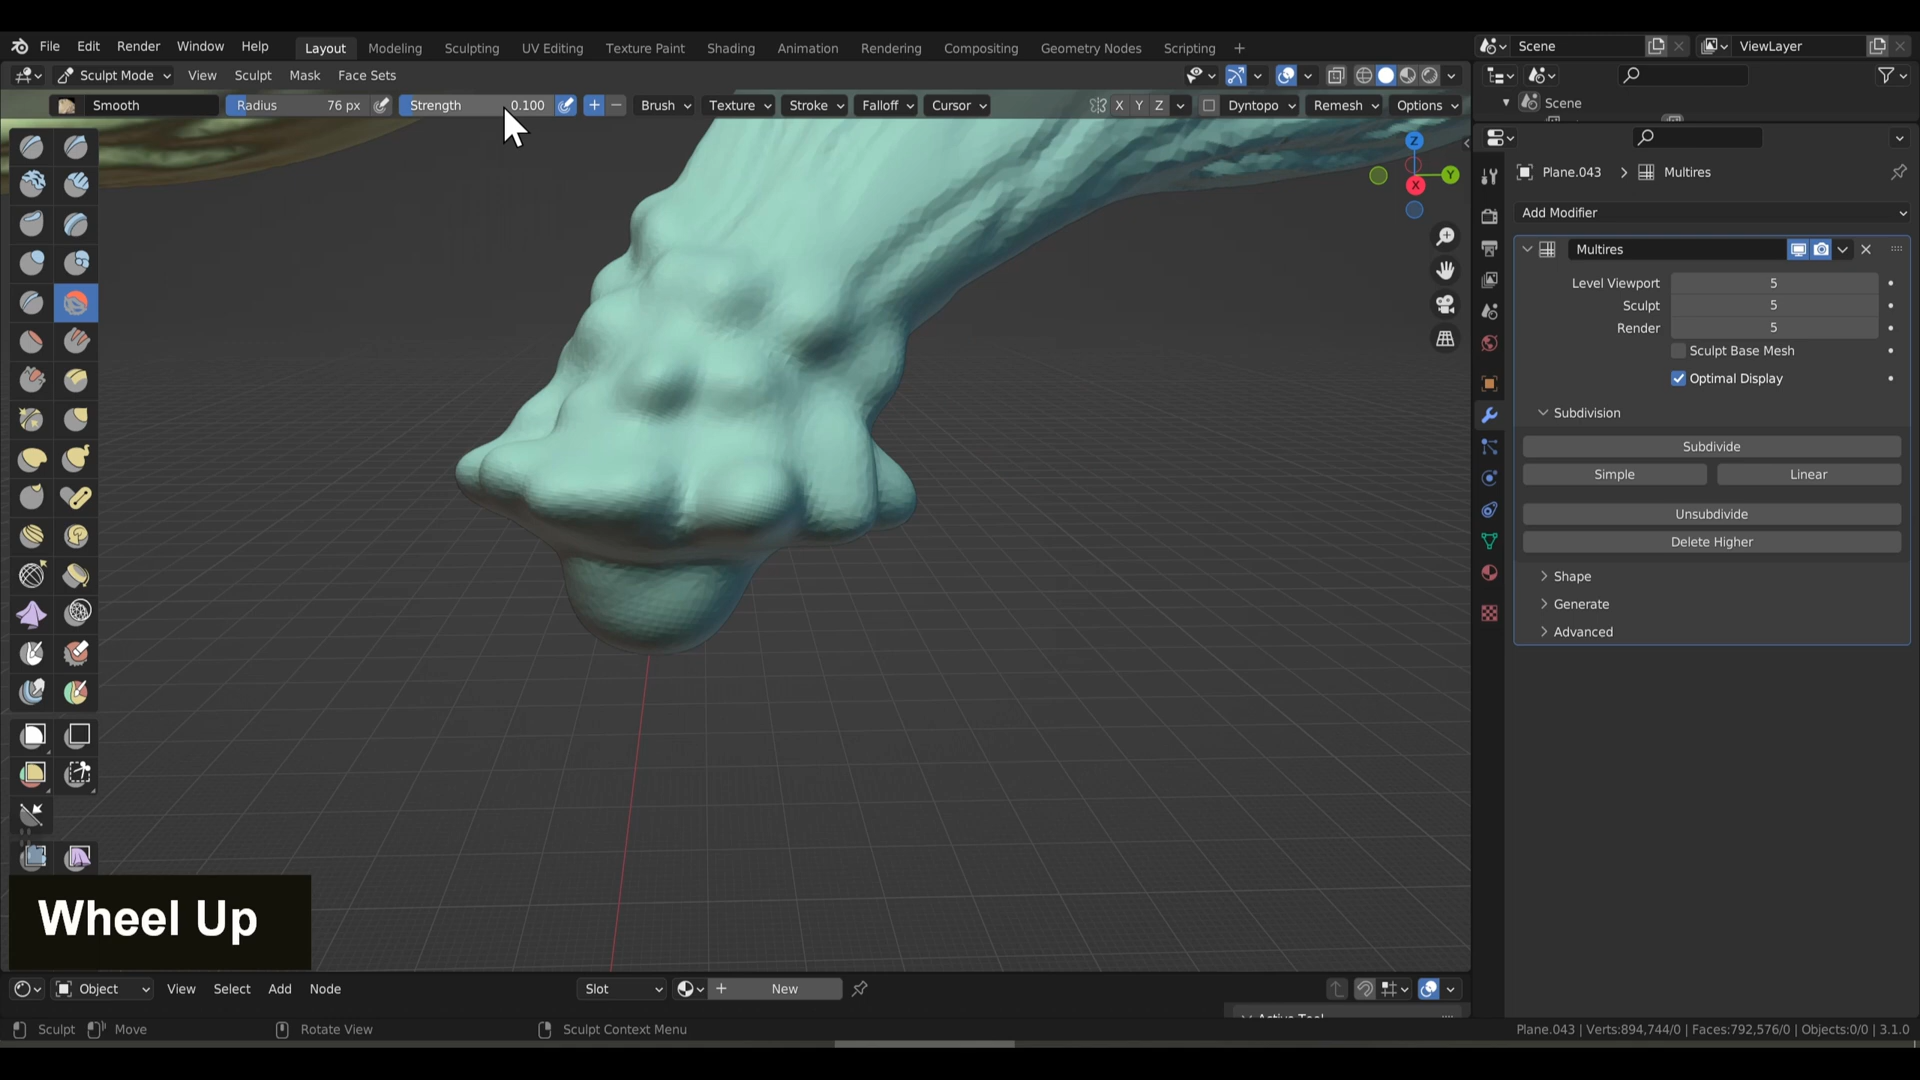 File Edit Render Window Help Layout Modeling Sculpting UV Editing Texture Paint Shading Animation Rendering Compositing Geometry Nodes Scripting + Scene ViewLayer
Sculpt Mode View Sculpt Mask Face Sets
Smooth Radius 76 px Strength 0.100 + − Brush Texture Stroke Falloff Cursor X Y Z Dyntopo Remesh Options
Scene
Z
Y
X
Plane.043 Multires
Add Modifier
Multires
Level Viewport 5
Sculpt 5
Render 5
Sculpt Base Mesh
Optimal Display
Subdivision
Subdivide
Simple Linear
Unsubdivide
Delete Higher
Shape
Generate
Advanced
Wheel Up
Object View Select Add Node Slot + New
Sculpt Move Rotate View Sculpt Context Menu Plane.043 | Verts:894,744/0 | Faces:792,576/0 | Objects:0/0 | 3.1.0